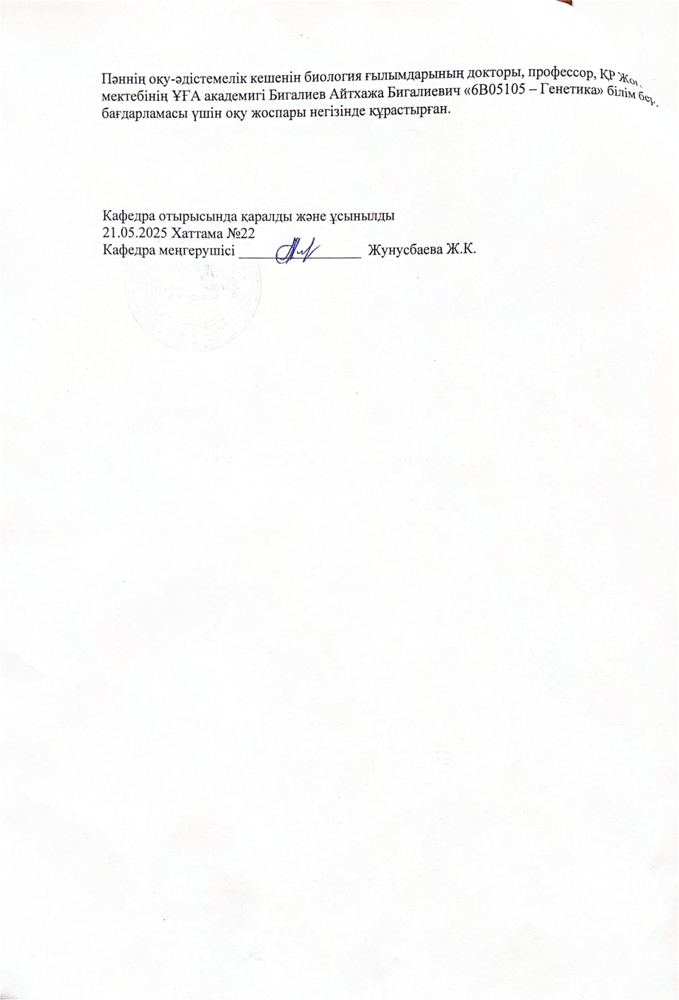 Пәннің оқу-әдістемелік кешенін биология ғылымдарының докторы, профессор, ҚР
мектебінің ҰҒА академигі Бигалиев Айтхажа Бигалиевич «6В05105 – Генетика» білім
бағдарламасы үшін оқу жоспары негізінде құрастырған.
Кафедра отырысында қаралды және ұсынылды
21.05.2025 Хаттама №22
Кафедра меңгерушісі Жунусбаева Ж.К.